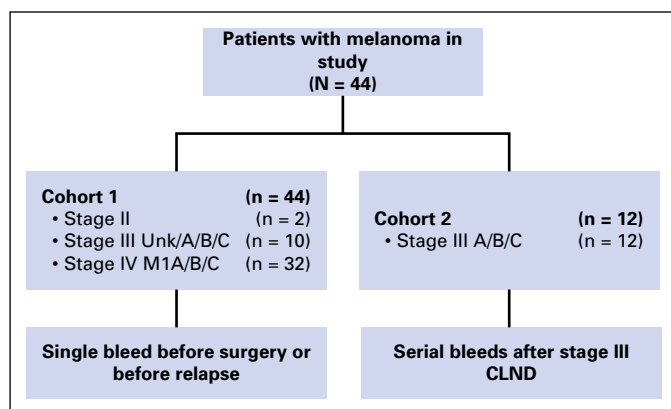 Patients with melanoma in
study
(N = 44)
Cohort 1 (n = 44)
• Stage II (n = 2)
• Stage III Unk/A/B/C (n = 10)
• Stage IV M1A/B/C (n = 32)
Cohort 2 (n = 12)
• Stage III A/B/C (n = 12)
Single bleed before surgery or
before relapse
Serial bleeds after stage III
CLND